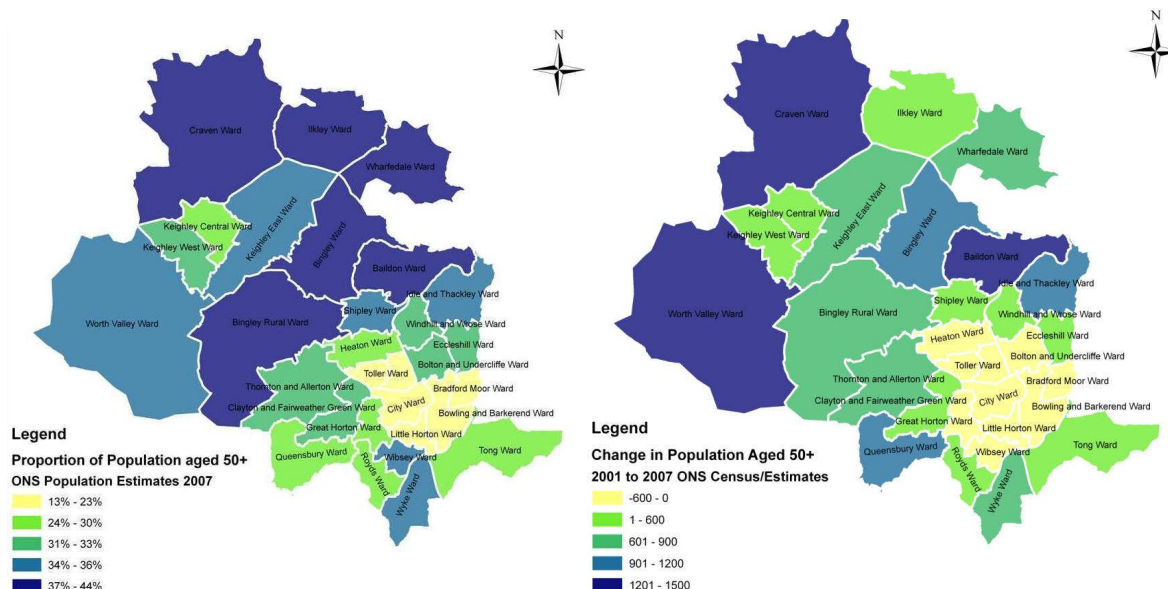 N
Craven Ward
Ilkley Ward
Wharfedale Ward
Keighley Central Ward
Keighley East Ward
Keighley West Ward
Bingley Ward
Baildon Ward
Idle and Thackley Ward
Worth Valley Ward
Bingley Rural Ward
Shipley Ward
Windhill and Wrose Ward
Heaton Ward
Eccleshill Ward
Bolton and Undercliffe Ward
Toller Ward
Thornton and Allerton Ward
Bradford Moor Ward
City Ward
Clayton and Fairweather Green Ward
Bowling and Barkerend Ward
Great Horton Ward
Little Horton Ward
Queensbury Ward
Royds Ward
Wibsey Ward
Tong Ward
Wyke Ward
Legend
Proportion of Population aged 50+
ONS Population Estimates 2007
13% - 23%
24% - 30%
31% - 33%
34% - 36%
37% - 44%
N
Craven Ward
Ilkley Ward
Wharfedale Ward
Keighley Central Ward
Keighley East Ward
Keighley West Ward
Bingley Ward
Baildon Ward
Idle and Thackley Ward
Worth Valley Ward
Bingley Rural Ward
Shipley Ward
Windhill and Wrose Ward
Heaton Ward
Eccleshill Ward
Bolton and Undercliffe Ward
Toller Ward
Thornton and Allerton Ward
Bradford Moor Ward
City Ward
Clayton and Fairweather Green Ward
Bowling and Barkerend Ward
Great Horton Ward
Little Horton Ward
Queensbury Ward
Royds Ward
Wibsey Ward
Tong Ward
Wyke Ward
Legend
Change in Population Aged 50+
2001 to 2007 ONS Census/Estimates
-600 - 0
1 - 600
601 - 900
901 - 1200
1201 - 1500